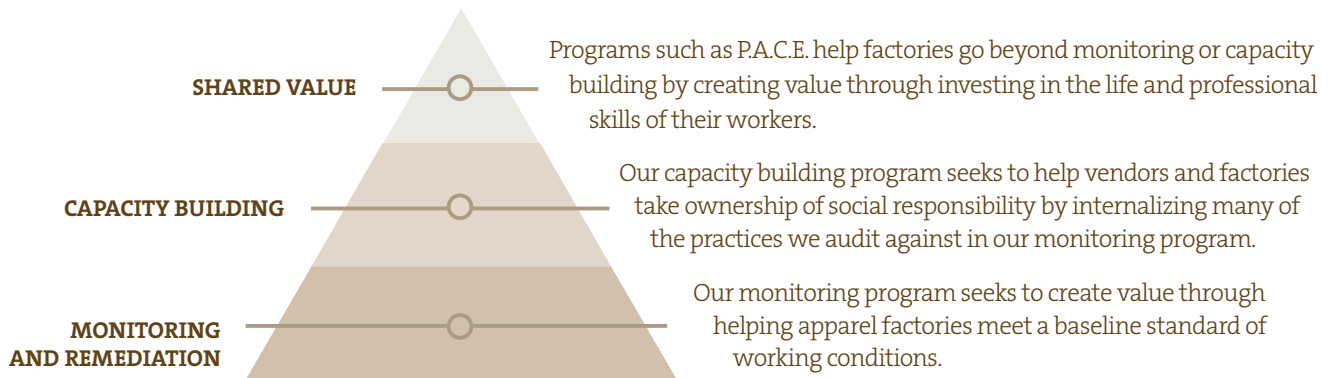 SHARED VALUE
Programs such as P.A.C.E. help factories go beyond monitoring or capacity
building by creating value through investing in the life and professional
skills of their workers.
CAPACITY BUILDING
Our capacity building program seeks to help vendors and factories
take ownership of social responsibility by internalizing many of
the practices we audit against in our monitoring program.
MONITORING
AND REMEDIATION
Our monitoring program seeks to create value through
helping apparel factories meet a baseline standard of
working conditions.